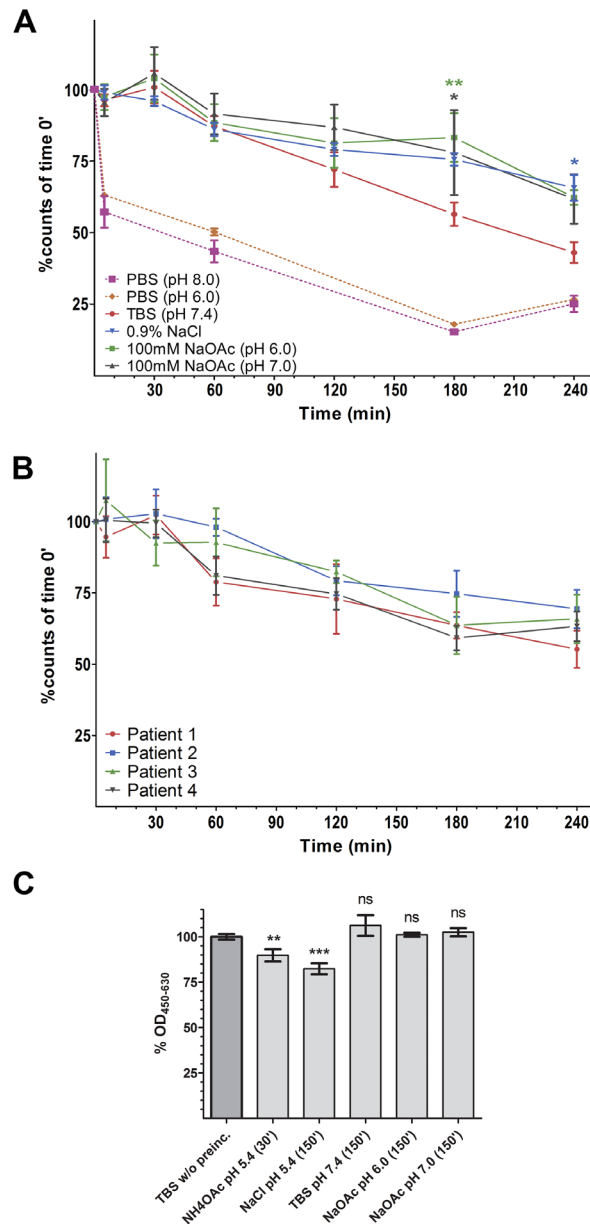 A
** 
* *
100
75
50
25
%counts of time 0'
PBS (pH 8.0)
PBS (pH 6.0)
TBS (pH 7.4)
0.9% NaCl
100mM NaOAc (pH 6.0)
100mM NaOAc (pH 7.0)
30 60 90 120 150 180 210 240
Time (min)
B
100
75
50
25
%counts of time 0'
Patient 1
Patient 2
Patient 3
Patient 4
30 60 90 120 150 180 210 240
Time (min)
C
** *** ns ns ns
100
75
50
25
0
% OD450-630
TBS w/o preinc.
NH4OAc pH 5.4 (30')
NaCl pH 5.4 (150')
TBS pH 7.4 (150')
NaOAc pH 6.0 (150')
NaOAc pH 7.0 (150')